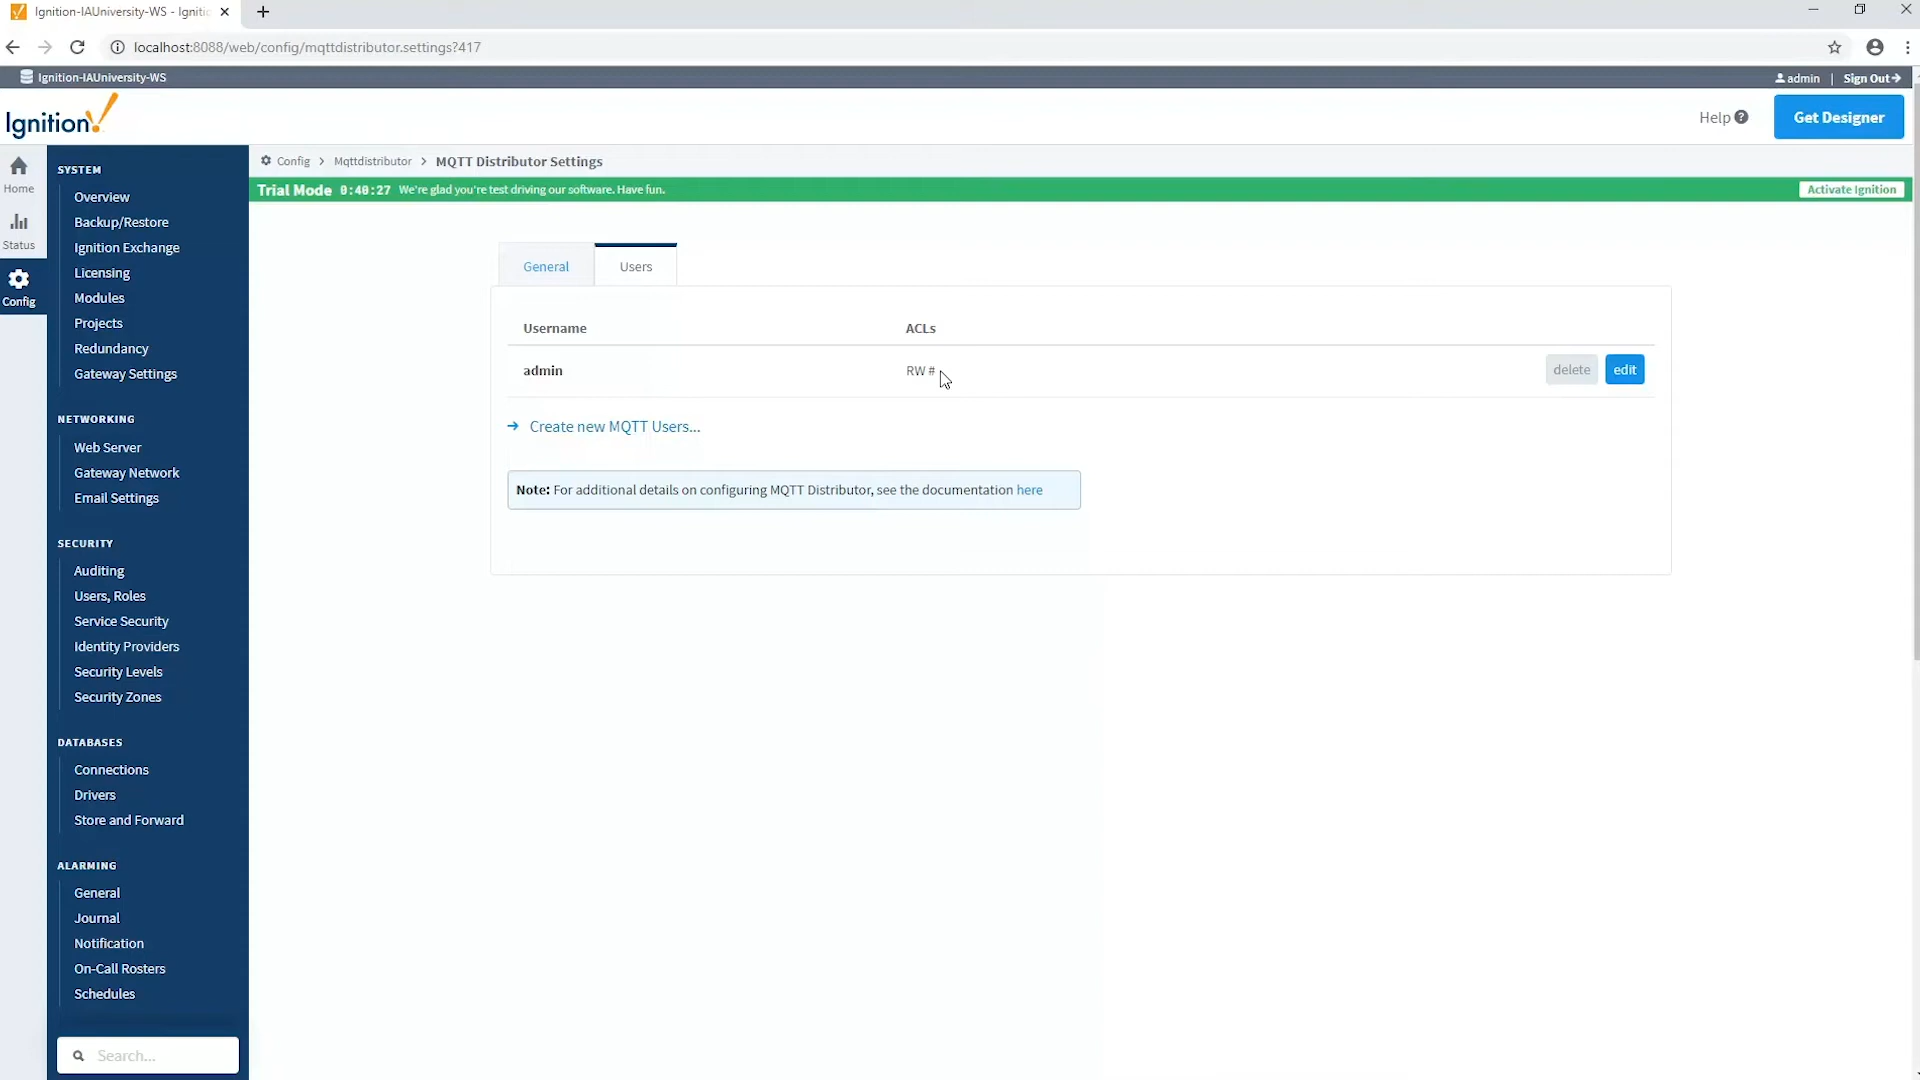 Ignition-IAUniversity-WS - Igniti
localhost:8088/web/config/mqttdistributor.settings?417
Ignition-IAUniversity-WS
admin | Sign Out
Ignition!
Help
Get Designer
Home
Status
Config
SYSTEM
Overview
Backup/Restore
Ignition Exchange
Licensing
Modules
Projects
Redundancy
Gateway Settings
NETWORKING
Web Server
Gateway Network
Email Settings
SECURITY
Auditing
Users, Roles
Service Security
Identity Providers
Security Levels
Security Zones
DATABASES
Connections
Drivers
Store and Forward
ALARMING
General
Journal
Notification
On-Call Rosters
Schedules
Search...
Config > Mqttdistributor > MQTT Distributor Settings
Trial Mode 0:40:27 We're glad you're test driving our software. Have fun.
Activate Ignition
General
Users
Username ACLs
admin RW # delete edit
→ Create new MQTT Users...
Note: For additional details on configuring MQTT Distributor, see the documentation here